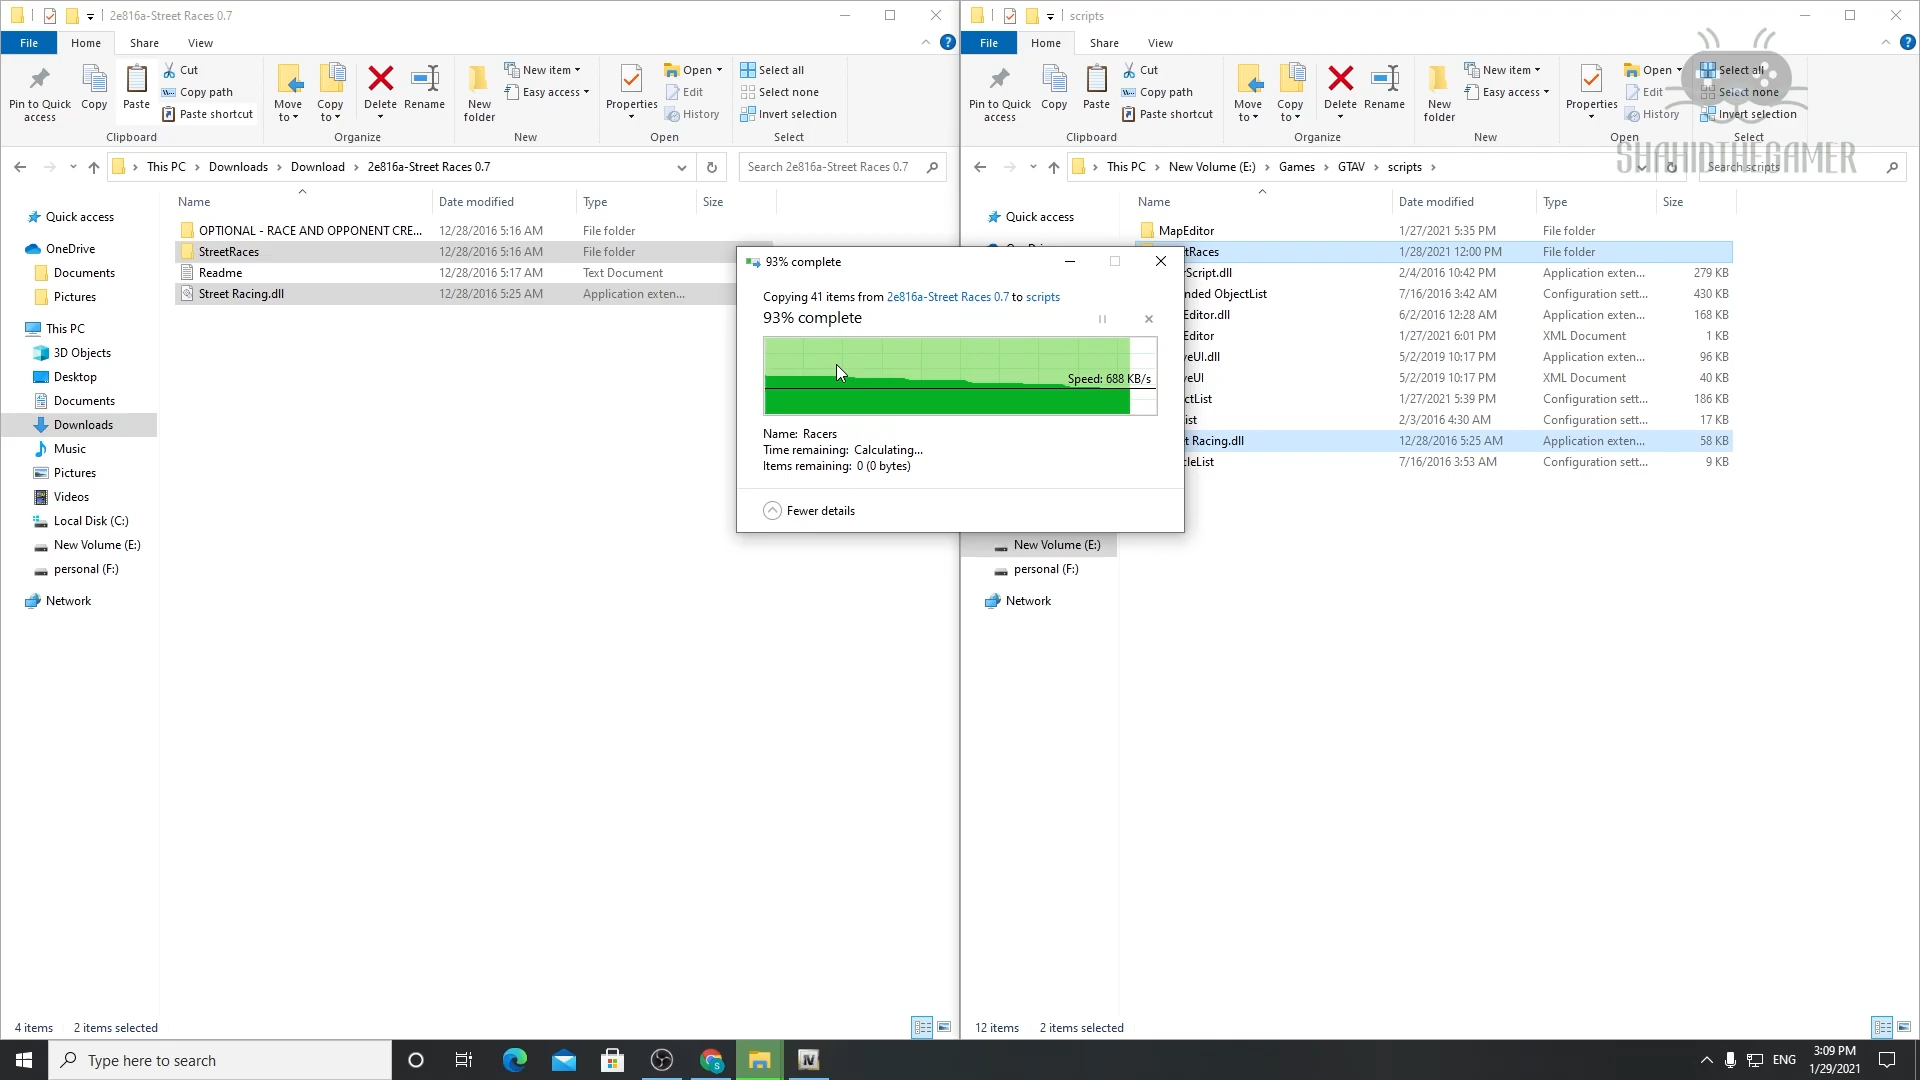 2e816a-Street Races 0.7
File
Home
Share
View
Pin to Quick access
Copy
Paste
Cut
Copy path
Paste shortcut
Clipboard
Move to
Copy to
Delete
Rename
Organize
New folder
New item
Easy access
New
Properties
Open
Edit
History
Open
Select all
Select none
Invert selection
Select
This PC
Downloads
Download
2e816a-Street Races 0.7
Search 2e816a-Street Races 0.7
Name
Date modified
Type
Size
Quick access
OneDrive
Documents
Pictures
This PC
3D Objects
Desktop
Documents
Downloads
Music
Pictures
Videos
Local Disk (C:)
New Volume (E:)
personal (F:)
Network
OPTIONAL - RACE AND OPPONENT CRE... 12/28/2016 5:16 AM File folder
StreetRaces 12/28/2016 5:16 AM File folder
Readme 12/28/2016 5:17 AM Text Document
Street Racing.dll 12/28/2016 5:25 AM Application exten...
4 items 2 items selected
scripts
File
Home
Share
View
Pin to Quick access
Copy
Paste
Cut
Copy path
Paste shortcut
Clipboard
Move to
Copy to
Delete
Rename
Organize
New folder
New item
Easy access
New
Properties
Open
Edit
History
Open
Select all
Select none
Invert selection
Select
SHAHIDTHEGAMER
This PC
New Volume (E:)
Games
GTAV
scripts
Search scripts
Name
Date modified
Type
Size
Quick access
New Volume (E:)
personal (F:)
Network
MapEditor 1/27/2021 5:35 PM File folder
tRaces 1/28/2021 12:00 PM File folder
rScript.dll 2/4/2016 10:42 PM Application exten... 279 KB
nded ObjectList 7/16/2016 3:42 AM Configuration sett... 430 KB
Editor.dll 6/2/2016 12:28 AM Application exten... 168 KB
Editor 1/27/2021 6:01 PM XML Document 1 KB
veUI.dll 5/2/2019 10:17 PM Application exten... 96 KB
veUI 5/2/2019 10:17 PM XML Document 40 KB
ctList 1/27/2021 5:39 PM Configuration sett... 186 KB
ist 2/3/2016 4:30 AM Configuration sett... 17 KB
t Racing.dll 12/28/2016 5:25 AM Application exten... 58 KB
cleList 7/16/2016 3:53 AM Configuration sett... 9 KB
12 items 2 items selected
93% complete
Copying 41 items from 2e816a-Street Races 0.7 to scripts
93% complete
Speed: 688 KB/s
Name: Racers
Time remaining: Calculating...
Items remaining: 0 (0 bytes)
Fewer details
Type here to search
ENG
3:09 PM
1/29/2021